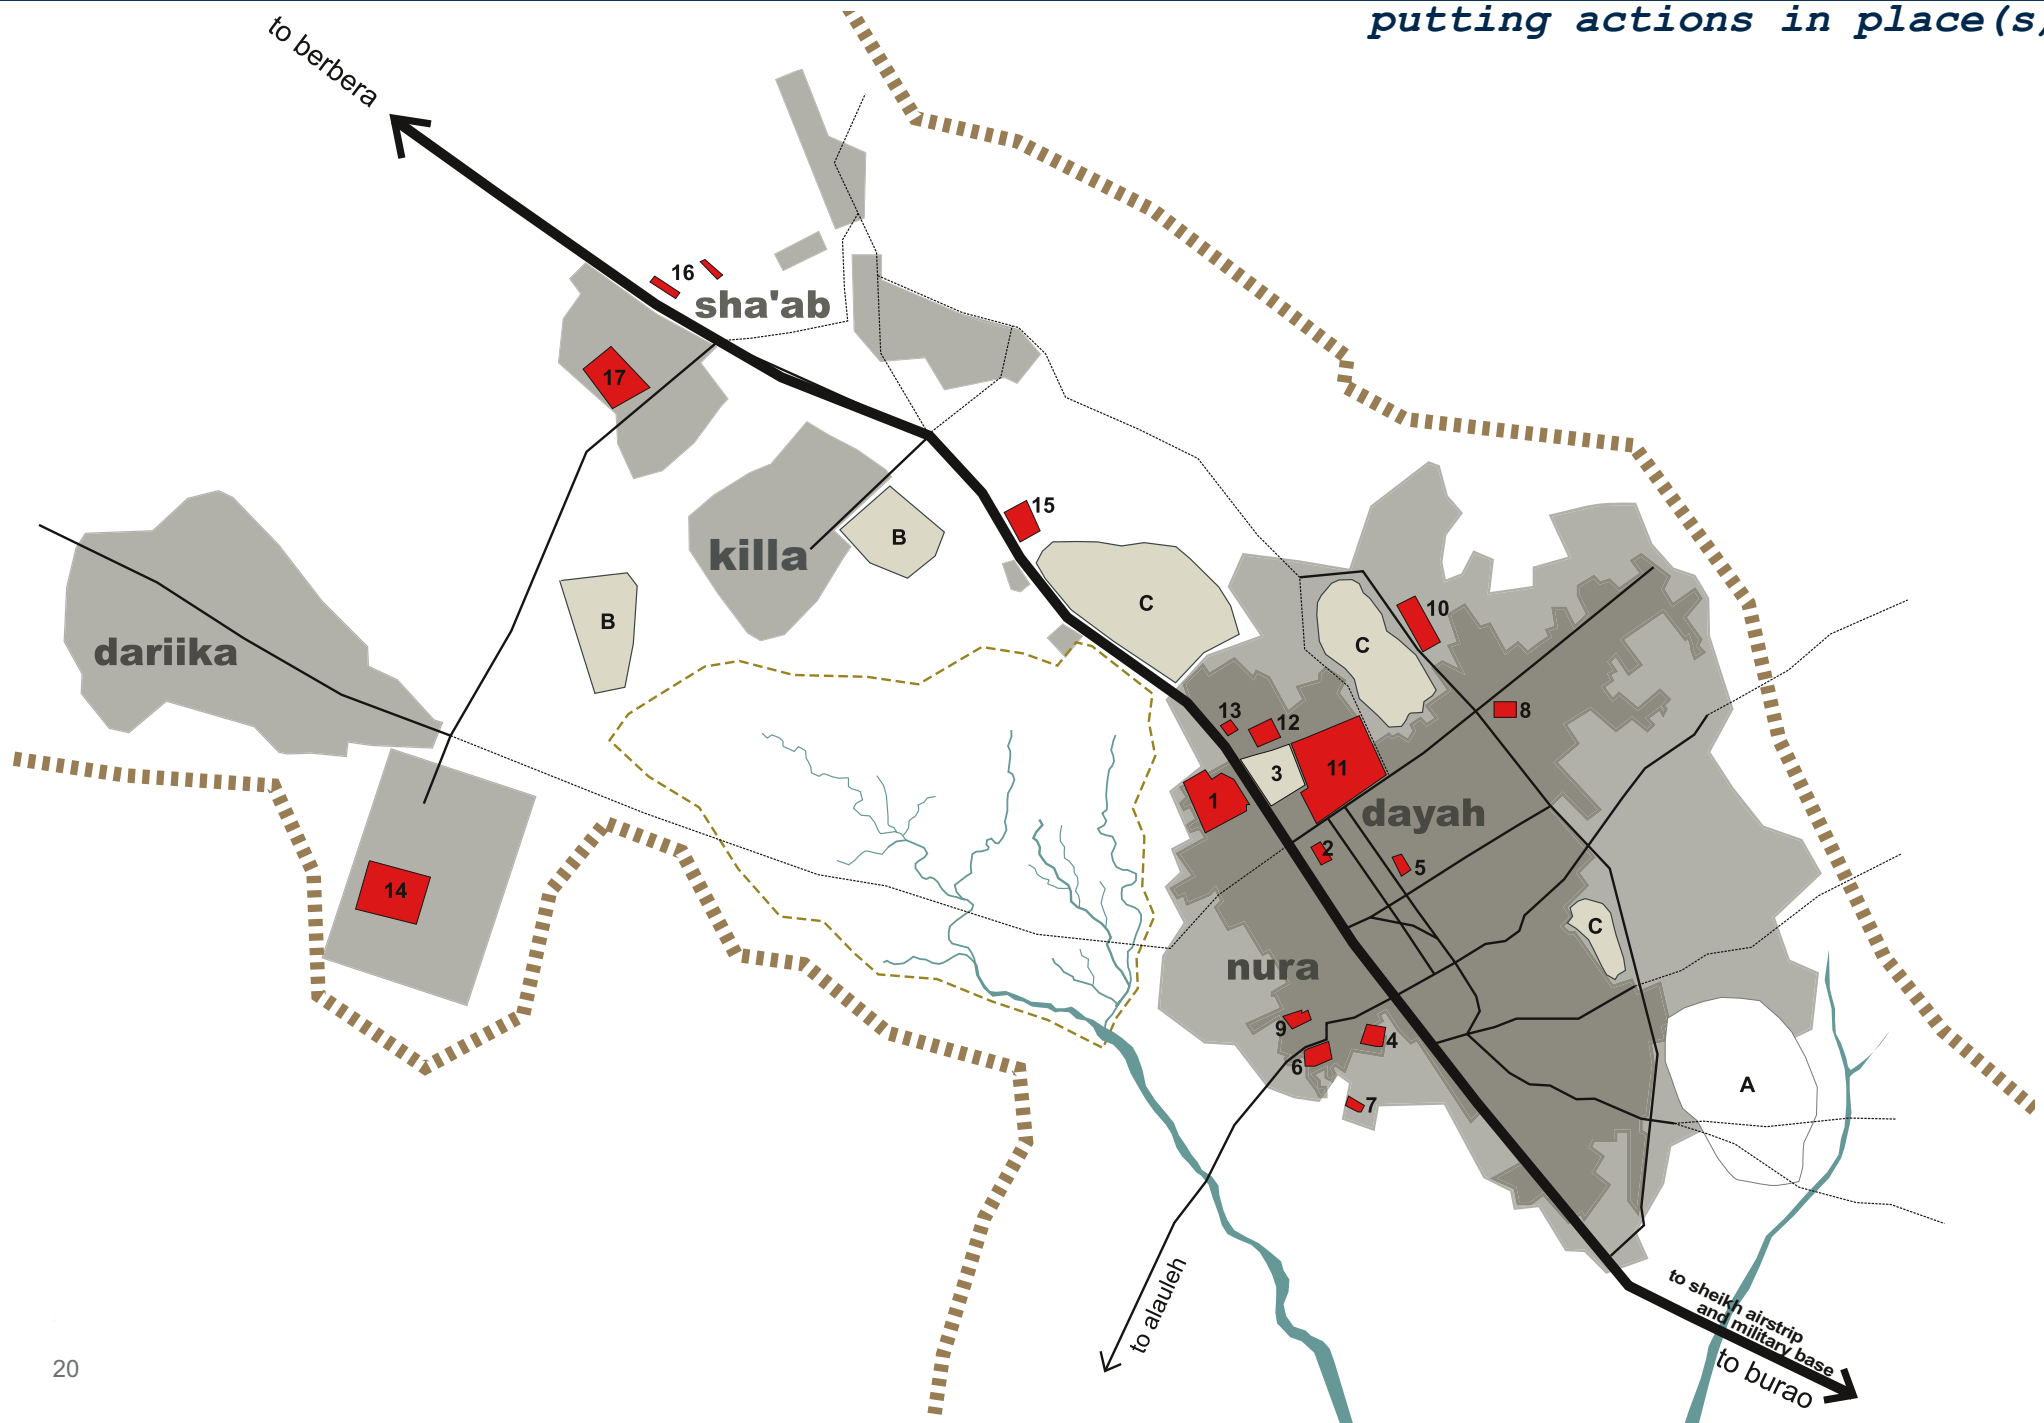 putting actions in place(s)
to berbera
16
sha'ab
17
15
killa
B
B
C
C
10
dariika
13
12
8
3
11
1
dayah
2
5
14
C
nura
9
4
6
A
7
to alauleh
to sheikh airstrip
and military base
to burao
20